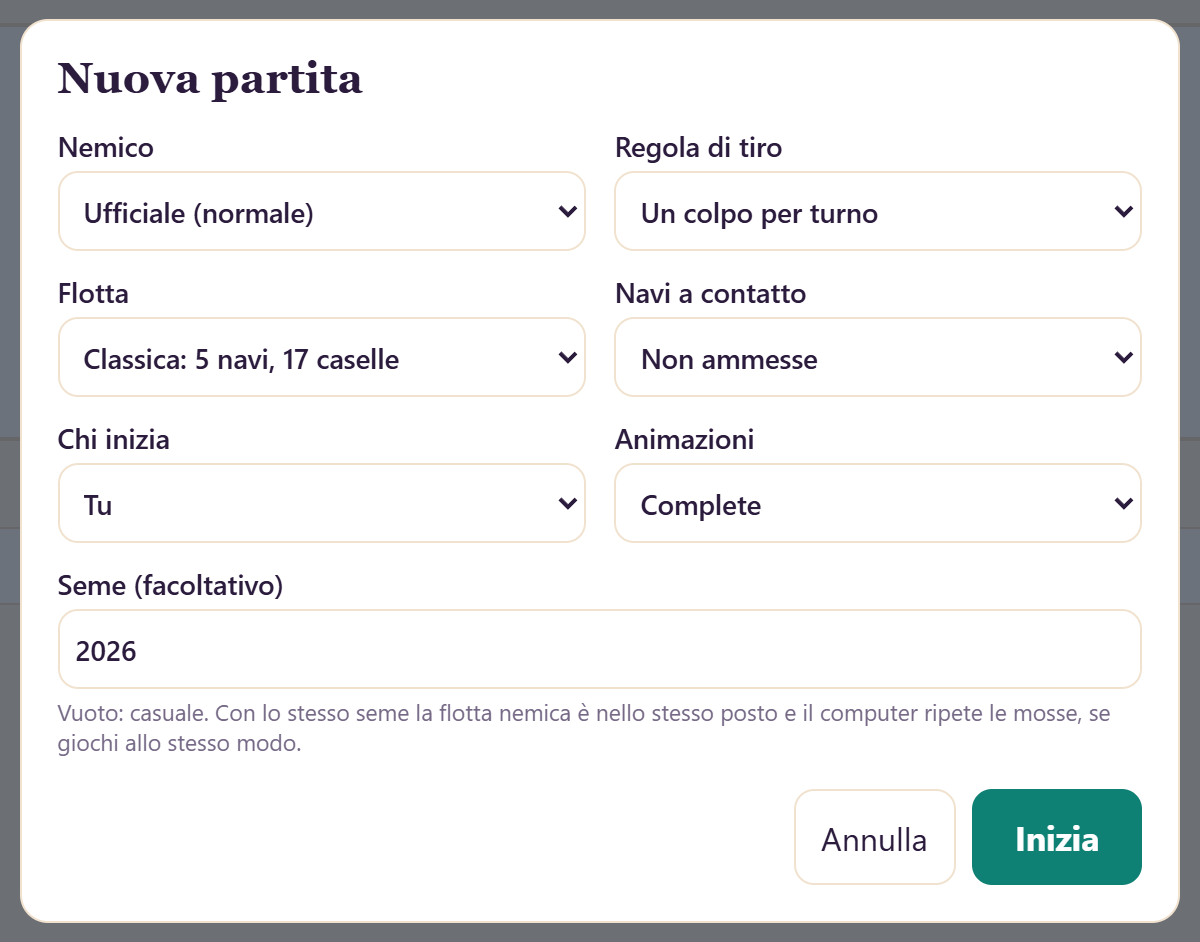 Nuova partita
Nemico
Regola di tiro
Ufficiale (normale)
Un colpo per turno
Flotta
Navi a contatto
Classica: 5 navi, 17 caselle
Non ammesse
Chi inizia
Animazioni
Tu
Complete
Seme (facoltativo)
2026
Vuoto: casuale. Con lo stesso seme la flotta nemica è nello stesso posto e il computer ripete le mosse, se
giochi allo stesso modo.
Annulla
Inizia